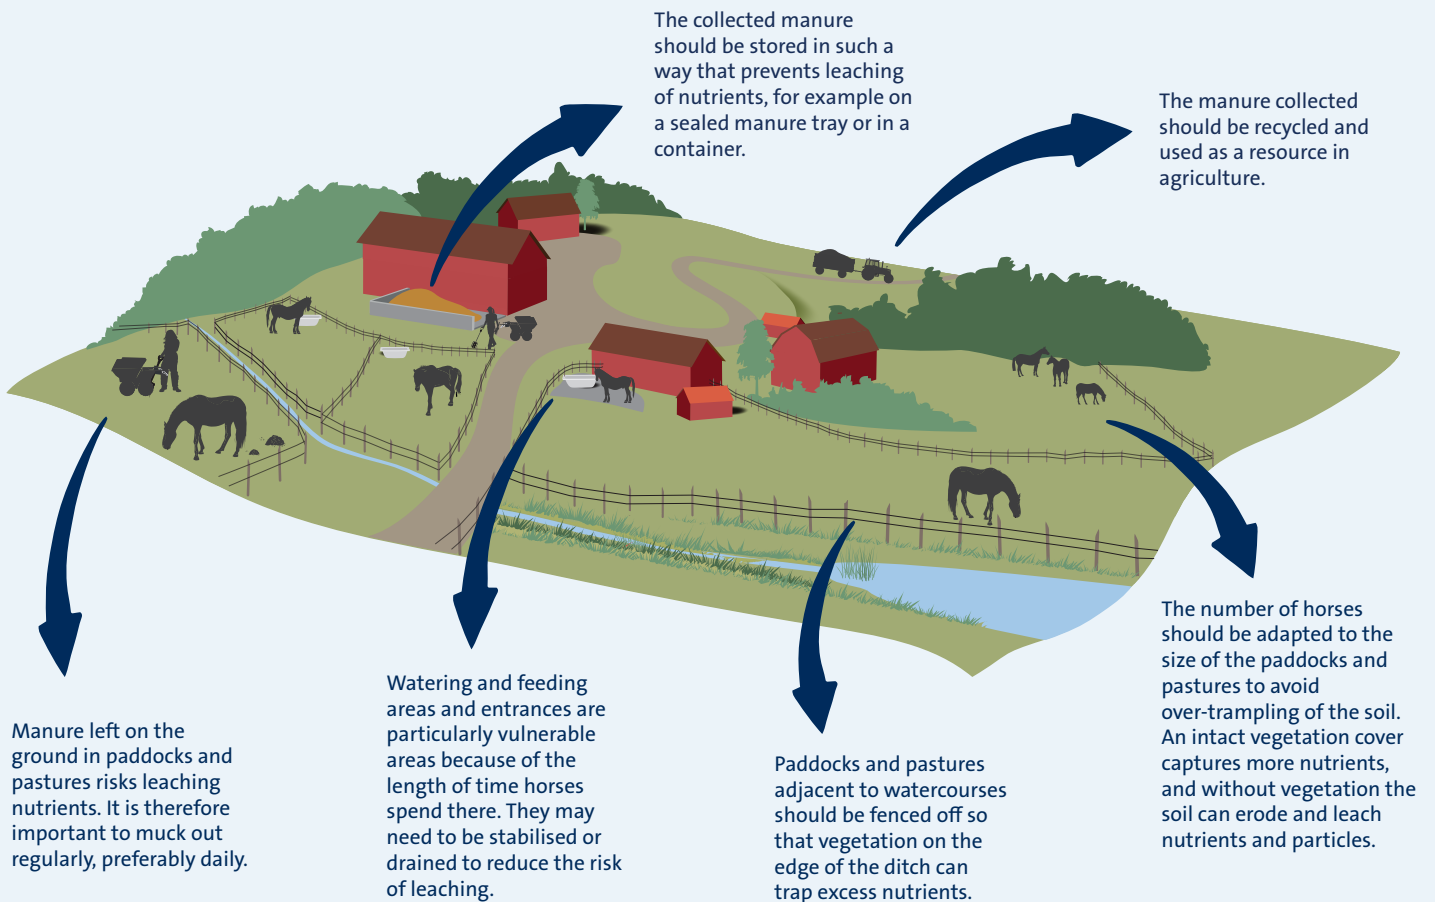 The collected manure
should be stored in such a
way that prevents leaching
of nutrients, for example on
a sealed manure tray or in a
container.
The manure collected
should be recycled and
used as a resource in
agriculture.
Manure left on the
ground in paddocks and
pastures risks leaching
nutrients. It is therefore
important to muck out
regularly, preferably daily.
Watering and feeding
areas and entrances are
particularly vulnerable
areas because of the
length of time horses
spend there. They may
need to be stabilised or
drained to reduce the risk
of leaching.
Paddocks and pastures
adjacent to watercourses
should be fenced off so
that vegetation on the
edge of the ditch can
trap excess nutrients.
The number of horses
should be adapted to the
size of the paddocks and
pastures to avoid
over-trampling of the soil.
An intact vegetation cover
captures more nutrients,
and without vegetation the
soil can erode and leach
nutrients and particles.